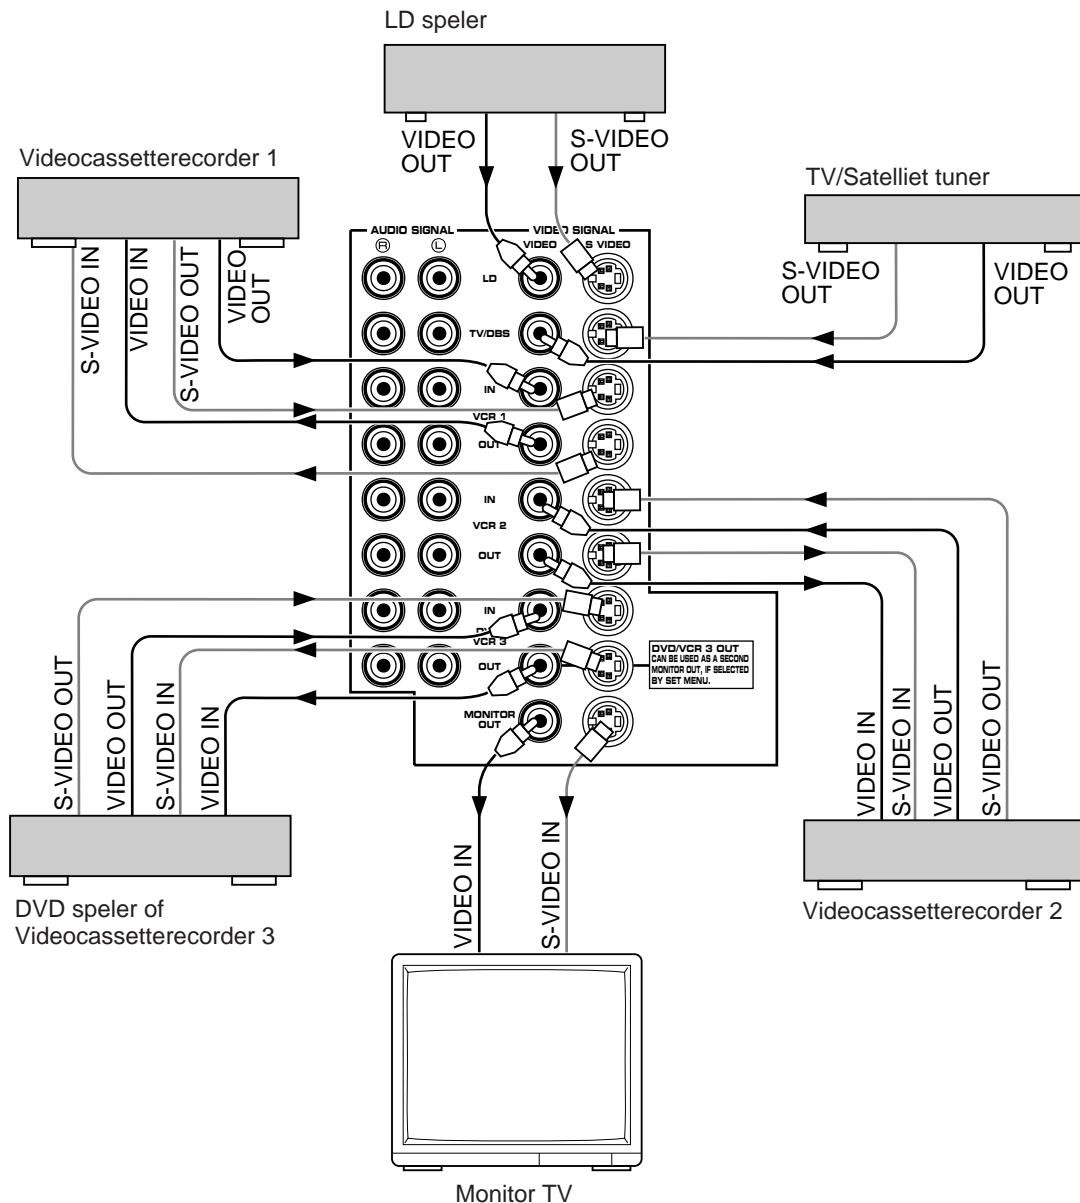 LD speler
VIDEO
OUT
S-VIDEO
OUT
Videocassetterecorder 1
S-VIDEO IN
VIDEO IN
S-VIDEO OUT
VIDEO
OUT
TV/Satelliet tuner
S-VIDEO
OUT
VIDEO
OUT
AUDIO SIGNAL
VIDEO SIGNAL
R
L
VIDEO
S VIDEO
LD
TV/DBS
IN
VCR 1
OUT
IN
VCR 2
OUT
IN
VCR 3
OUT
MONITOR
OUT
DVD/VCR 3 OUT
CAN BE USED AS A SECOND
MONITOR OUT, IF SELECTED
BY SET MENU.
S-VIDEO OUT
VIDEO OUT
S-VIDEO IN
VIDEO IN
DVD speler of
Videocassetterecorder 3
VIDEO IN
S-VIDEO IN
VIDEO OUT
S-VIDEO OUT
Videocassetterecorder 2
VIDEO IN
S-VIDEO IN
Monitor TV